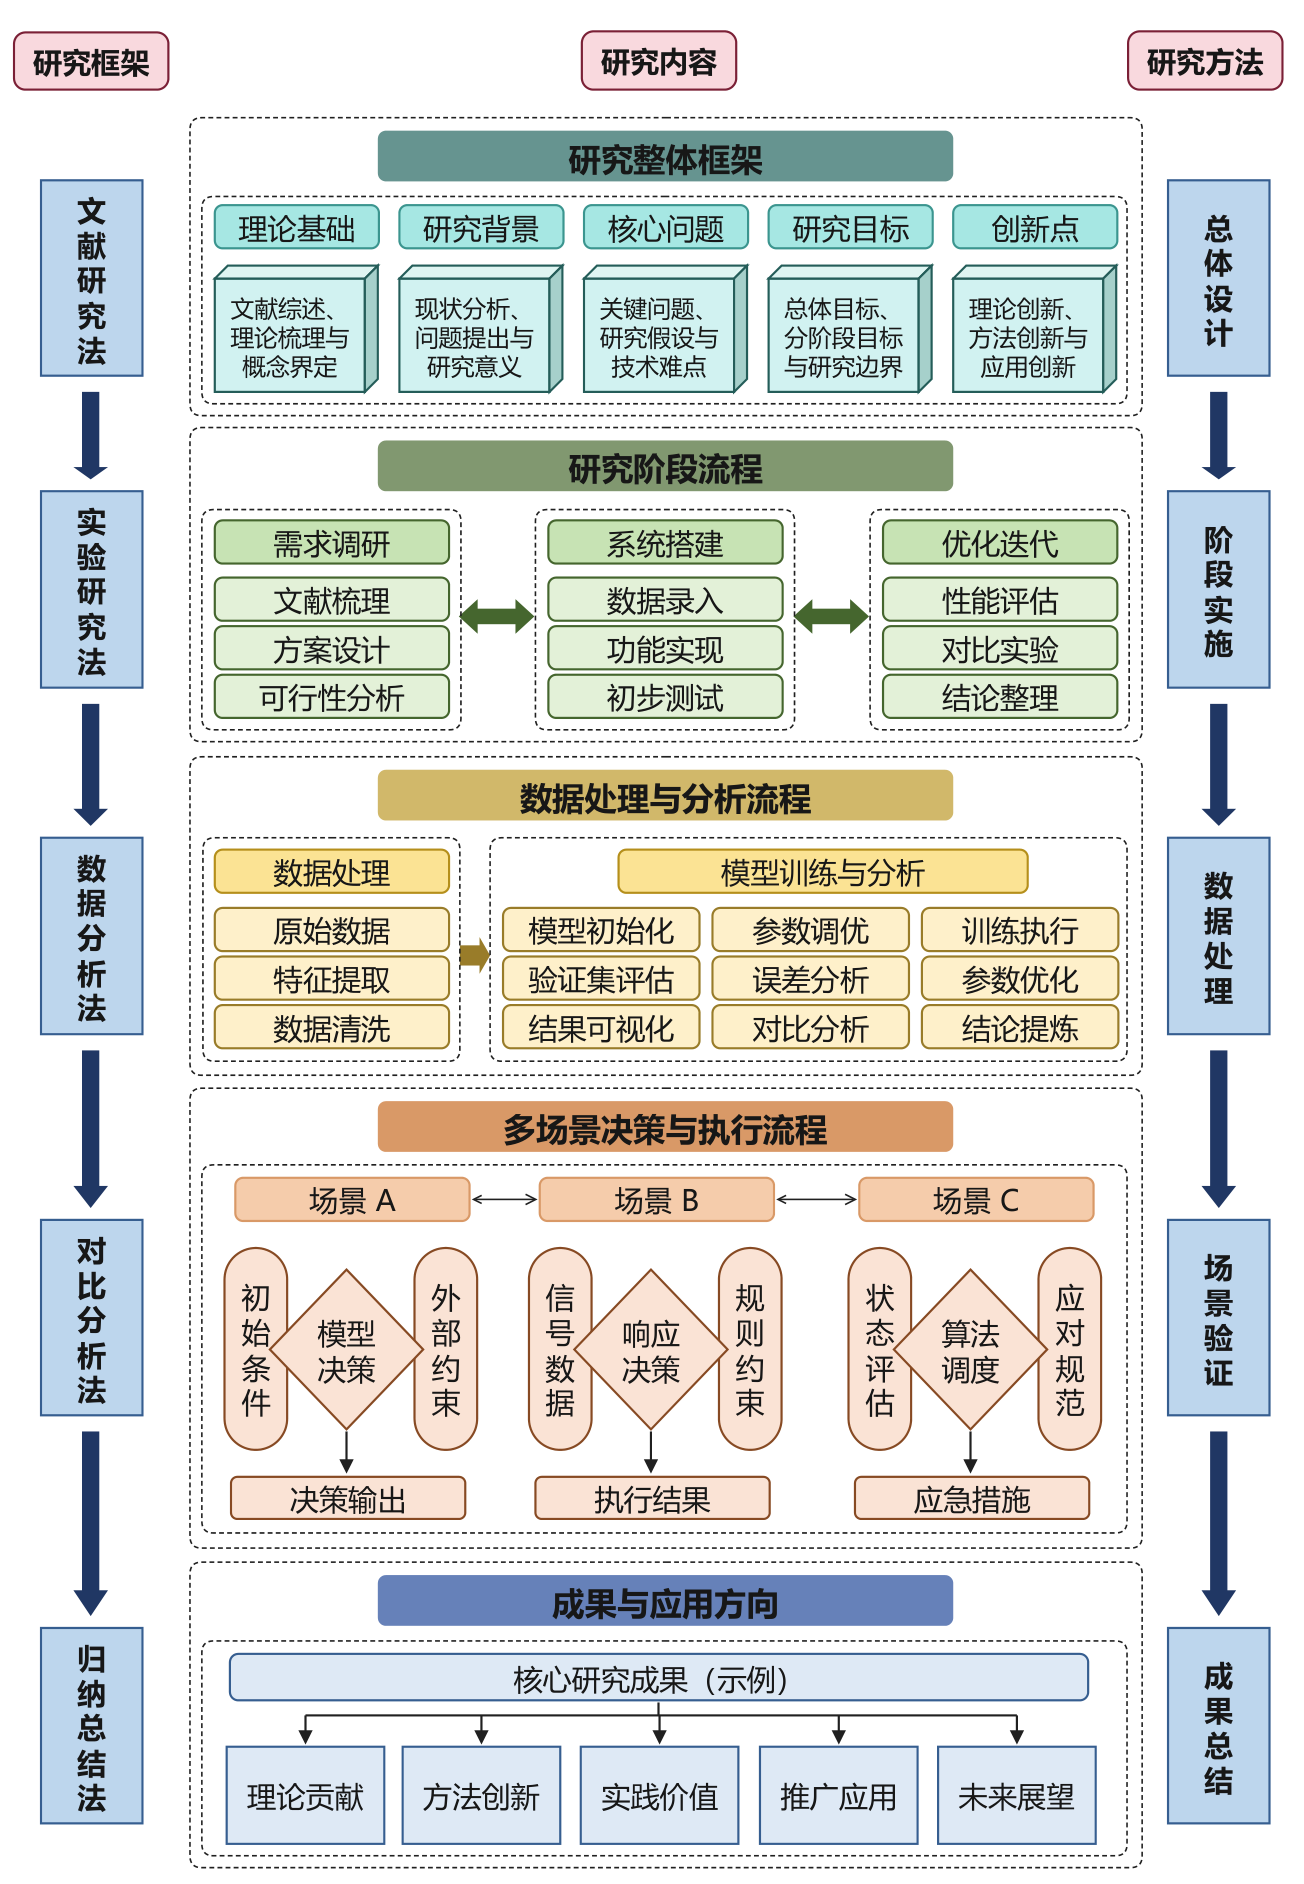 研究框架
研究内容
研究方法
文献研究法
实验研究法
数据分析法
对比分析法
归纳总结法
研究整体框架
理论基础
研究背景
核心问题
研究目标
创新点
文献综述、
理论梳理与
概念界定
现状分析、
问题提出与
研究意义
关键问题、
研究假设与
技术难点
总体目标、
分阶段目标
与研究边界
理论创新、
方法创新与
应用创新
研究阶段流程
需求调研
文献梳理
方案设计
可行性分析
系统搭建
数据录入
功能实现
初步测试
优化迭代
性能评估
对比实验
结论整理
数据处理与分析流程
数据处理
原始数据
特征提取
数据清洗
模型训练与分析
模型初始化
参数调优
训练执行
验证集评估
误差分析
参数优化
结果可视化
对比分析
结论提炼
多场景决策与执行流程
场景 A
场景 B
场景 C
初始条件
模型
决策
外部约束
信号数据
响应
决策
规则约束
状态评估
算法
调度
应对规范
决策输出
执行结果
应急措施
成果与应用方向
核心研究成果（示例）
理论贡献
方法创新
实践价值
推广应用
未来展望
总体设计
阶段实施
数据处理
场景验证
成果总结